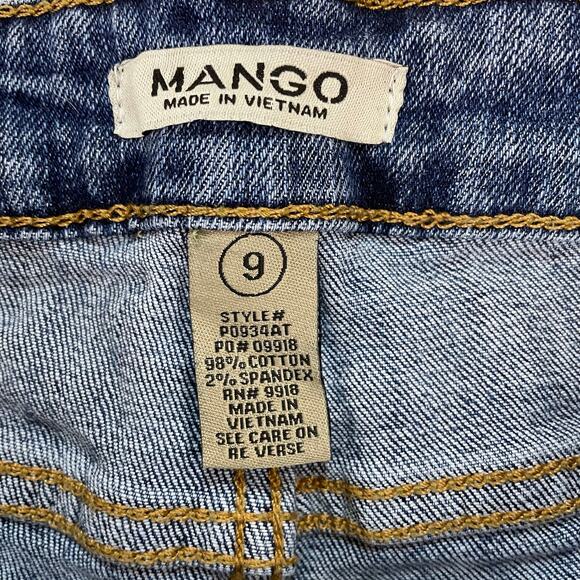 MANGO
MADE IN VIETNAM
9
STYLE#
P0934AT
PO# 09918
98% COTTON
2% SPANDEX
RN# 9918
MADE IN
VIETNAM
SEE CARE ON
RE VERSE